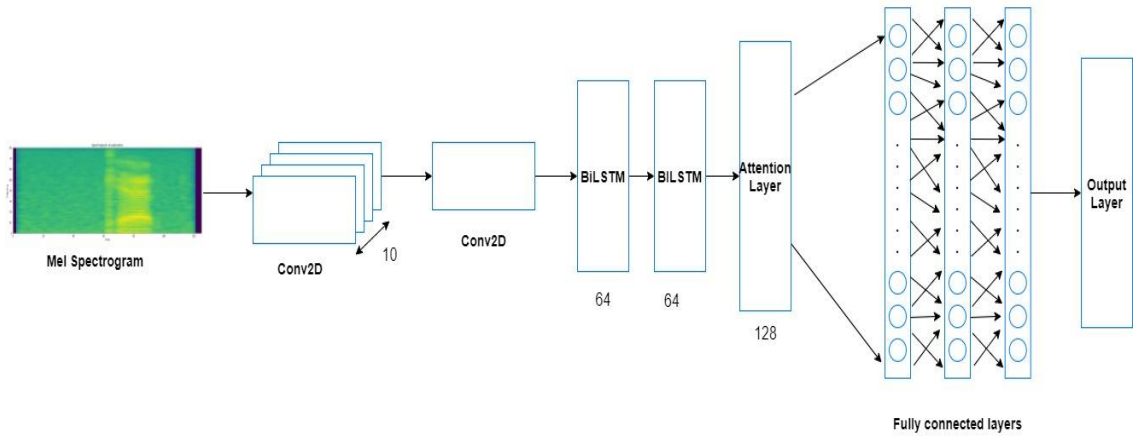 Mel Spectrogram
Conv2D
10
Conv2D
BiLSTM
64
BILSTM
64
Attention
Layer
128
Fully connected layers
Output
Layer